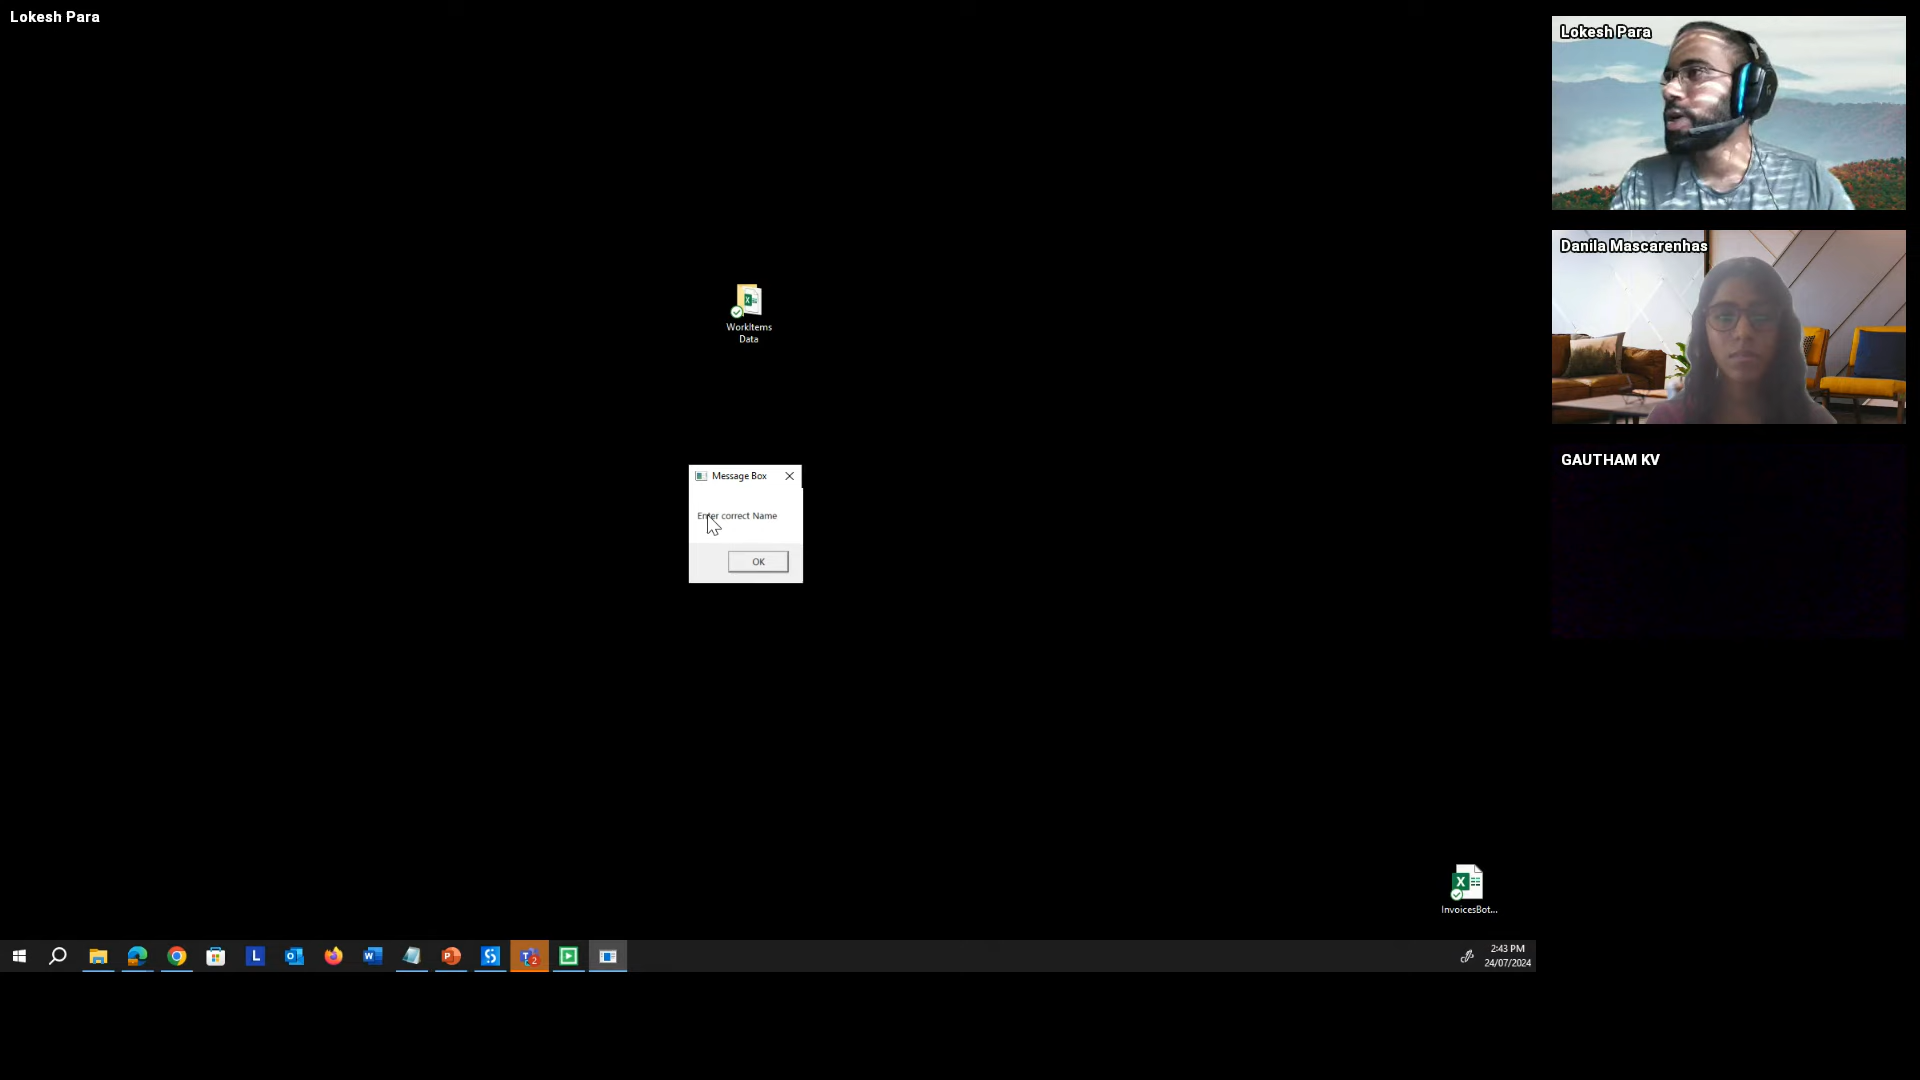 Lokesh Para
Lokesh Para
Danila Mascarenhas
GAUTHAM KV
WorkItems
Data
Message Box
Enter correct Name
OK
InvoicesBot...
2:43 PM
24/07/2024